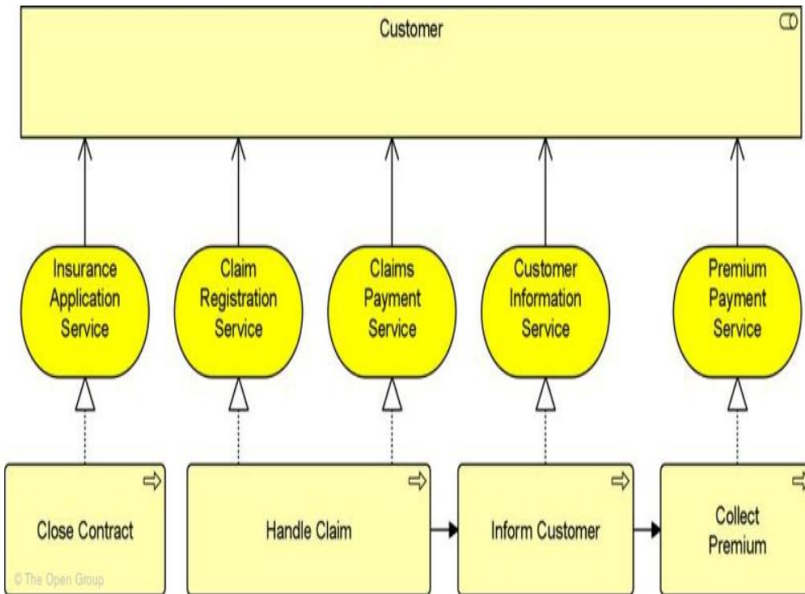 Customer
Insurance
Application
Service
Claim
Registration
Service
Claims
Payment
Service
Customer
Information
Service
Premium
Payment
Service
Close Contract
Handle Claim
Inform Customer
Collect
Premium
© The Open Group